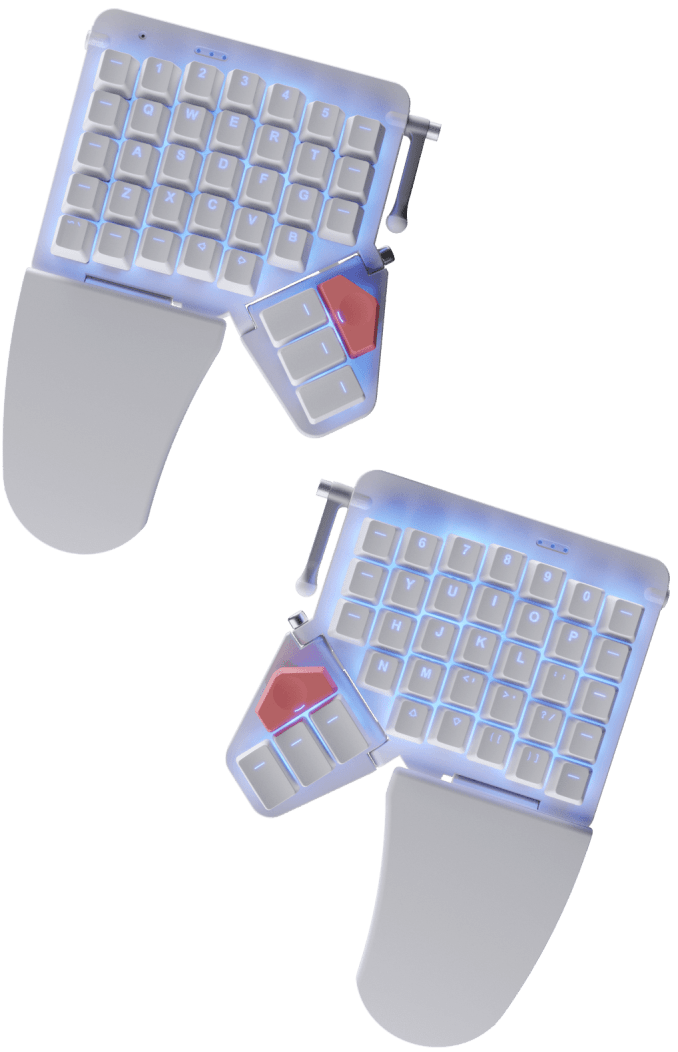 1 2 3 4 5
Q W E R T
A S D F G
Z X C V B
6 7 8 9 0
Y U I O P
H J K L
N M < , > . ? /